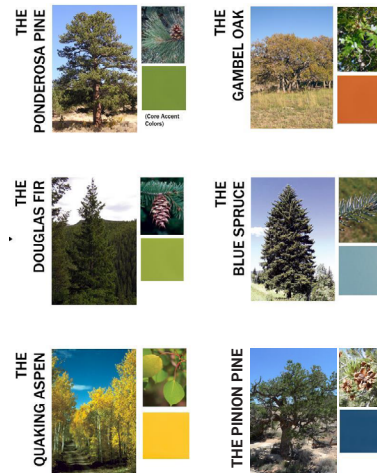 THE
PONDEROSA PINE
(Core Accent
Colors)
THE
GAMBEL OAK
THE
DOUGLAS FIR
THE
BLUE SPRUCE
THE
QUAKING ASPEN
THE PINION PINE